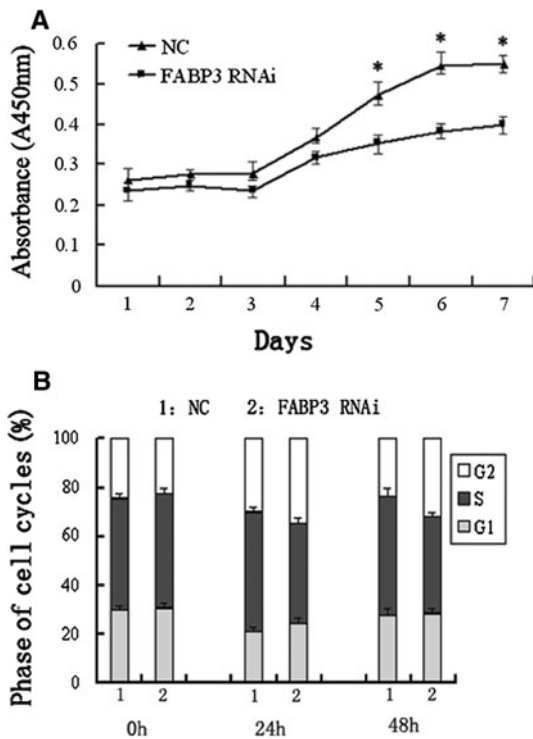 A
0.6
0.5
0.4
0.3
0.2
0.1
0
Absorbance (A450nm)
NC
FABP3 RNAi
* * *
1 2 3 4 5 6 7
Days
B
1: NC 2: FABP3 RNAi
Phase of cell cycles (%)
100
80
60
40
20
0
G2
S
G1
1 2 1 2 1 2
0h 24h 48h